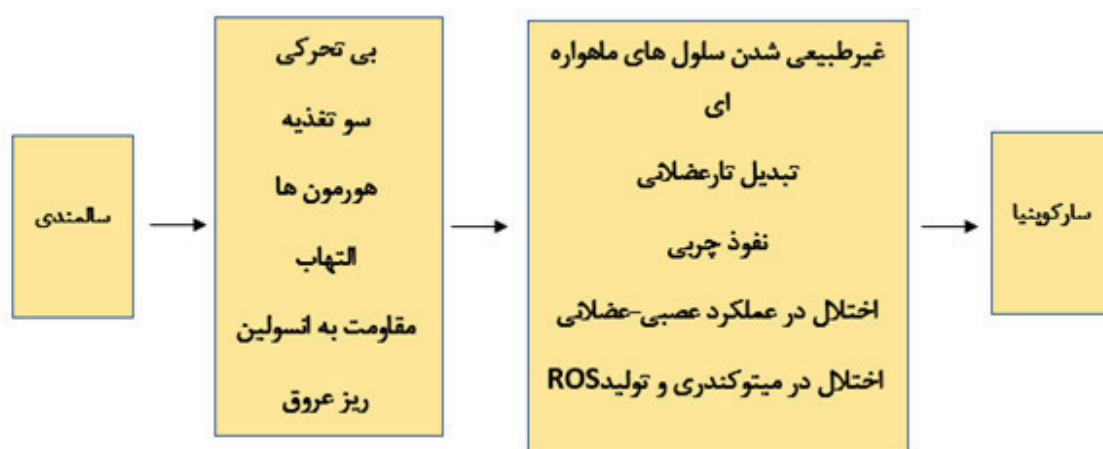 سالمندی
بی تحرکی
سو تغذیه
هورمون ها
التهاب
مقاومت به انسولین
ریز عروق
غیرطبیعی شدن سلول های ماهواره
ای
تبدیل تارعضلانی
نفوذ چربی
اختلال در عملکرد عصبی-عضلانی
اختلال در میتوکندری و تولیدROS
سارکوپنیا